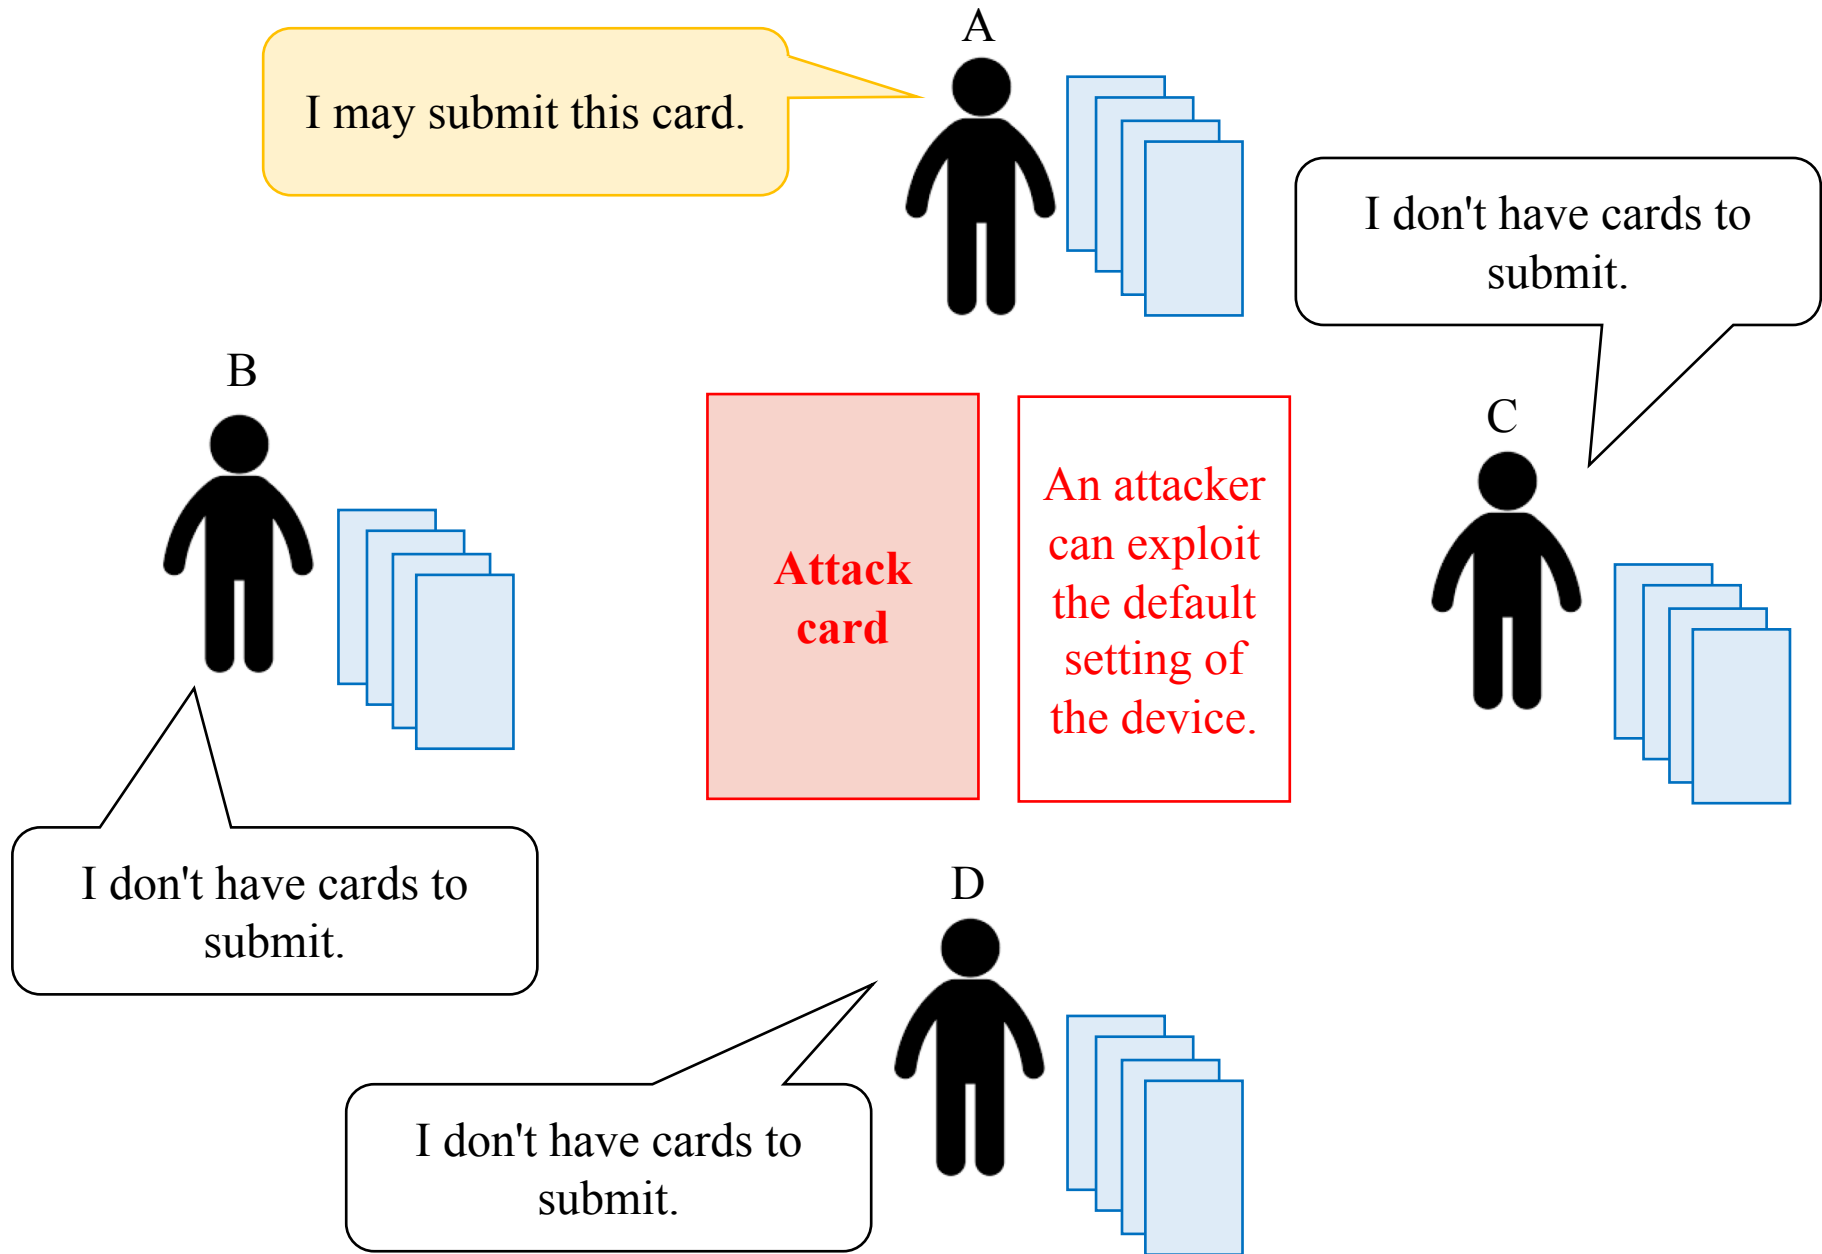 A
I may submit this card.
I don't have cards to
submit.
B
C
Attack
card
An attacker
can exploit
the default
setting of
the device.
I don't have cards to
submit.
D
I don't have cards to
submit.